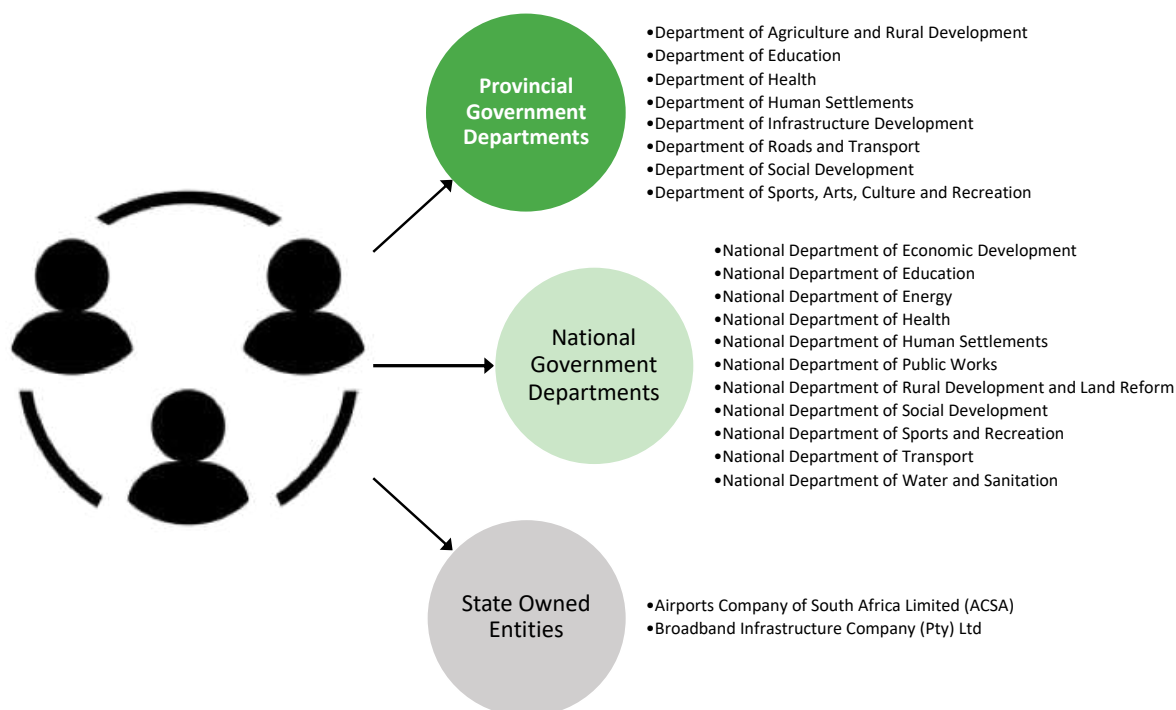 Provincial
Government
Departments
•Department of Agriculture and Rural Development
•Department of Education
•Department of Health
•Department of Human Settlements
•Department of Infrastructure Development
•Department of Roads and Transport
•Department of Social Development
•Department of Sports, Arts, Culture and Recreation
National
Government
Departments
•National Department of Economic Development
•National Department of Education
•National Department of Energy
•National Department of Health
•National Department of Human Settlements
•National Department of Public Works
•National Department of Rural Development and Land Reform
•National Department of Social Development
•National Department of Sports and Recreation
•National Department of Transport
•National Department of Water and Sanitation
State Owned
Entities
•Airports Company of South Africa Limited (ACSA)
•Broadband Infrastructure Company (Pty) Ltd